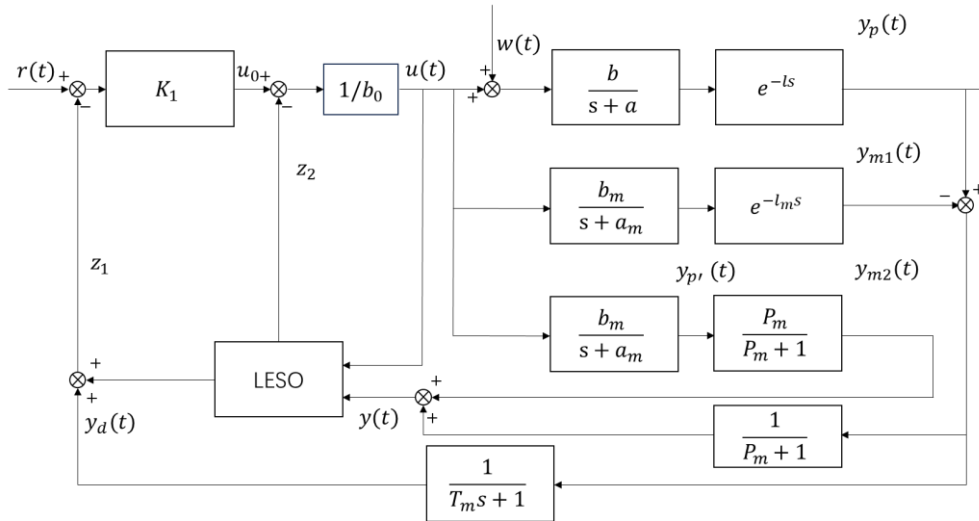 y_p(t)
w(t)
r(t) + K_1 u_0+ 1/b_0 u(t) + + b/(s + a) e^{-ls}
− −
y_{m1}(t)
z_2 b_m/(s + a_m) e^{-l_m s} − +
z_1 y_{p'}(t) y_{m2}(t)
b_m/(s + a_m) P_m/(P_m + 1)
+ LESO +
+ y_d(t) y(t) + 1/(P_m + 1)
1/(T_m s + 1)